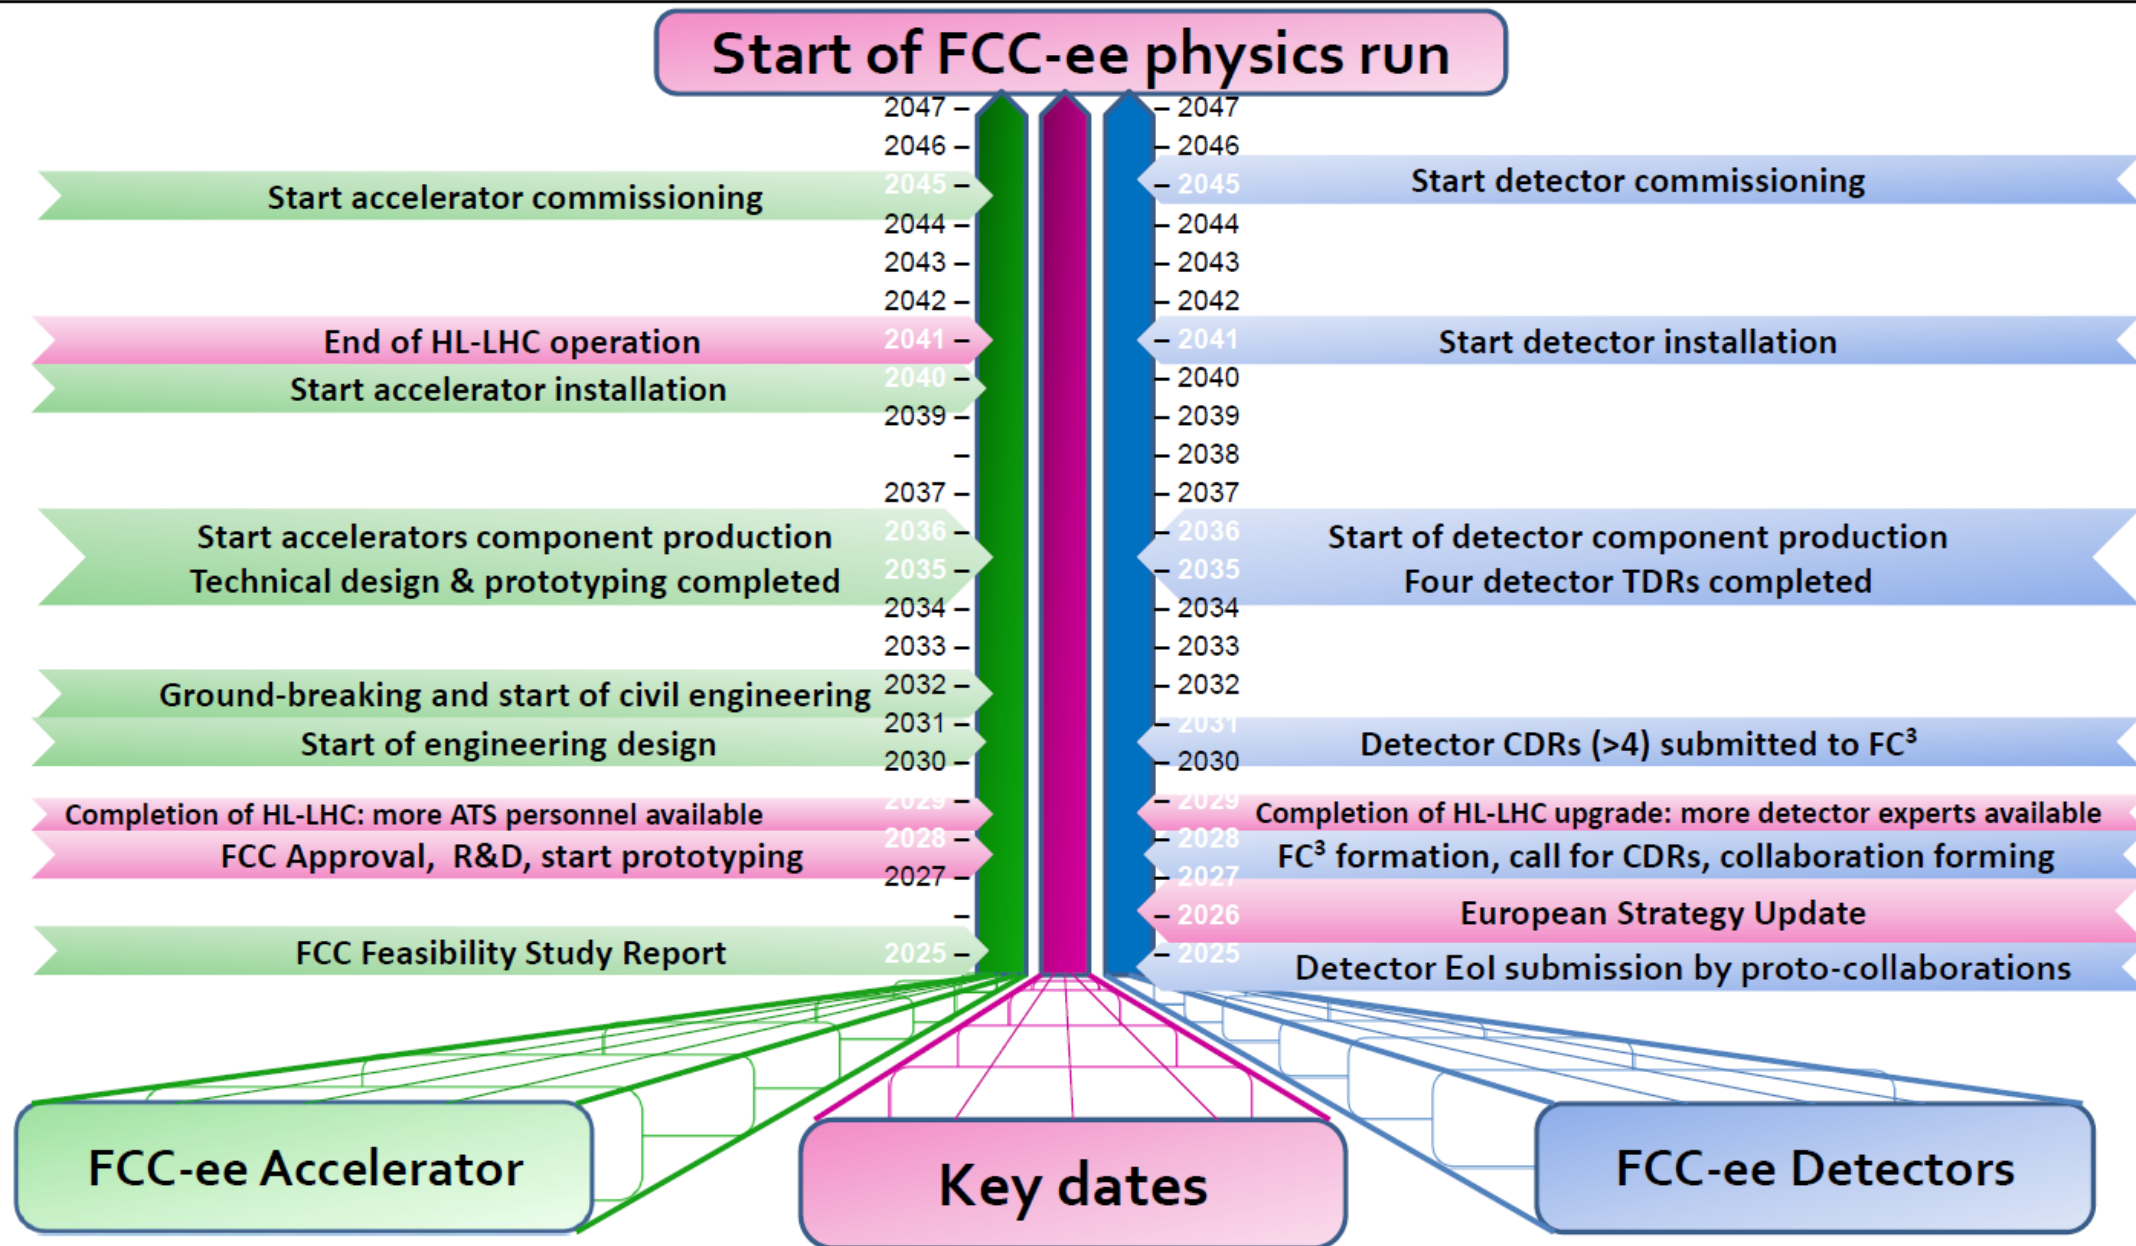 Start of FCC-ee physics run
2047 –
2046 –
2045 –
2044 –
2043 –
2042 –
2041 –
2040 –
2039 –
–
2037 –
2036 –
2035 –
2034 –
2033 –
2032 –
2031 –
2030 –
2029 –
2028 –
2027 –
–
2025 –
Start accelerator commissioning
End of HL-LHC operation
Start accelerator installation
Start accelerators component production
Technical design & prototyping completed
Ground-breaking and start of civil engineering
Start of engineering design
Completion of HL-LHC: more ATS personnel available
FCC Approval, R&D, start prototyping
FCC Feasibility Study Report
– 2047
– 2046
– 2045
– 2044
– 2043
– 2042
– 2041
– 2040
– 2039
– 2038
– 2037
– 2036
– 2035
– 2034
– 2033
– 2032
– 2031
– 2030
– 2029
– 2028
– 2027
– 2026
– 2025
Start detector commissioning
Start detector installation
Start of detector component production
Four detector TDRs completed
Detector CDRs (>4) submitted to FC³
Completion of HL-LHC upgrade: more detector experts available
FC³ formation, call for CDRs, collaboration forming
European Strategy Update
Detector EoI submission by proto-collaborations
FCC-ee Accelerator
Key dates
FCC-ee Detectors